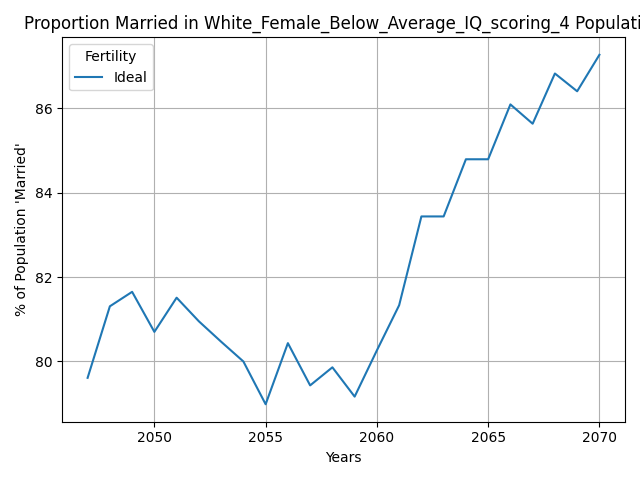 Proportion Married in White_Female_Below_Average_IQ_scoring_4 Populati
Fertility
Ideal
86
84
82
80
% of Population 'Married'
2050 2055 2060 2065 2070
Years